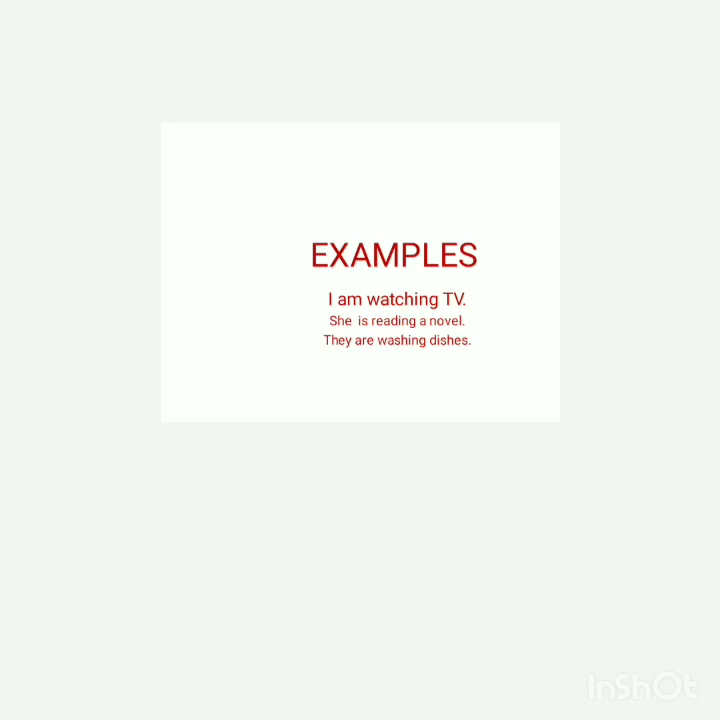 EXAMPLES
I am watching TV.
She is reading a novel.
They are washing dishes.
InShOt